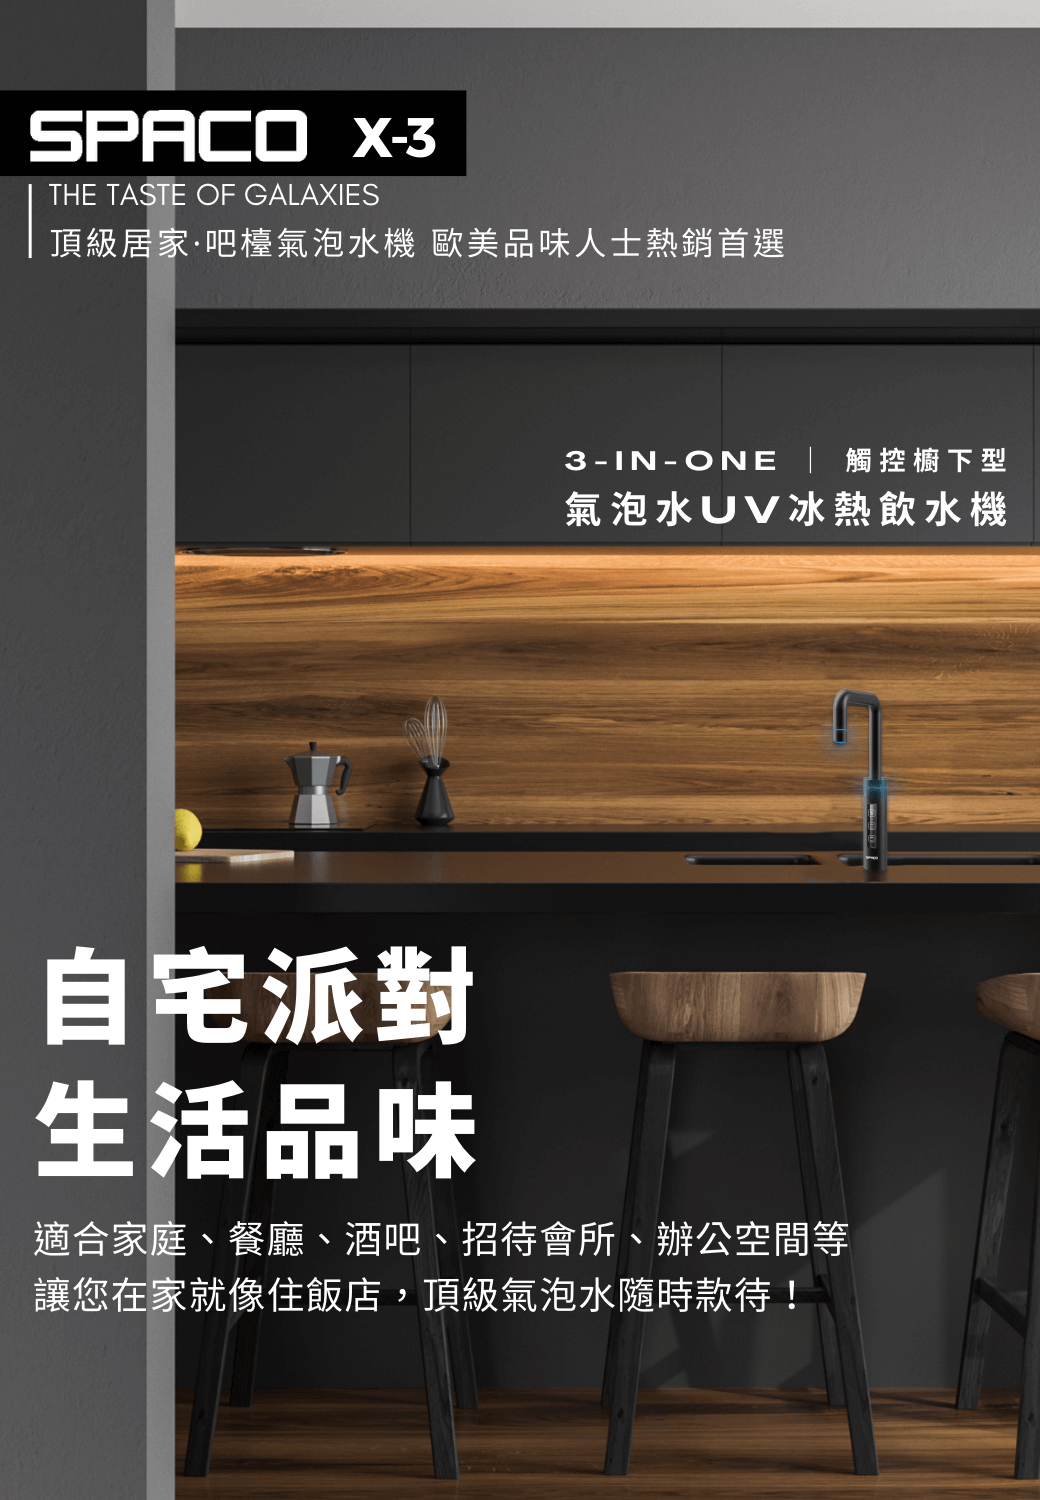 SPACO X-3
THE TASTE OF GALAXIES
頂級居家·吧檯氣泡水機 歐美品味人士熱銷首選
3-IN-ONE｜觸控櫥下型
氣泡水UV冰熱飲水機
SPACO
自宅派對
生活品味
適合家庭、餐廳、酒吧、招待會所、辦公空間等
讓您在家就像住飯店，頂級氣泡水隨時款待！